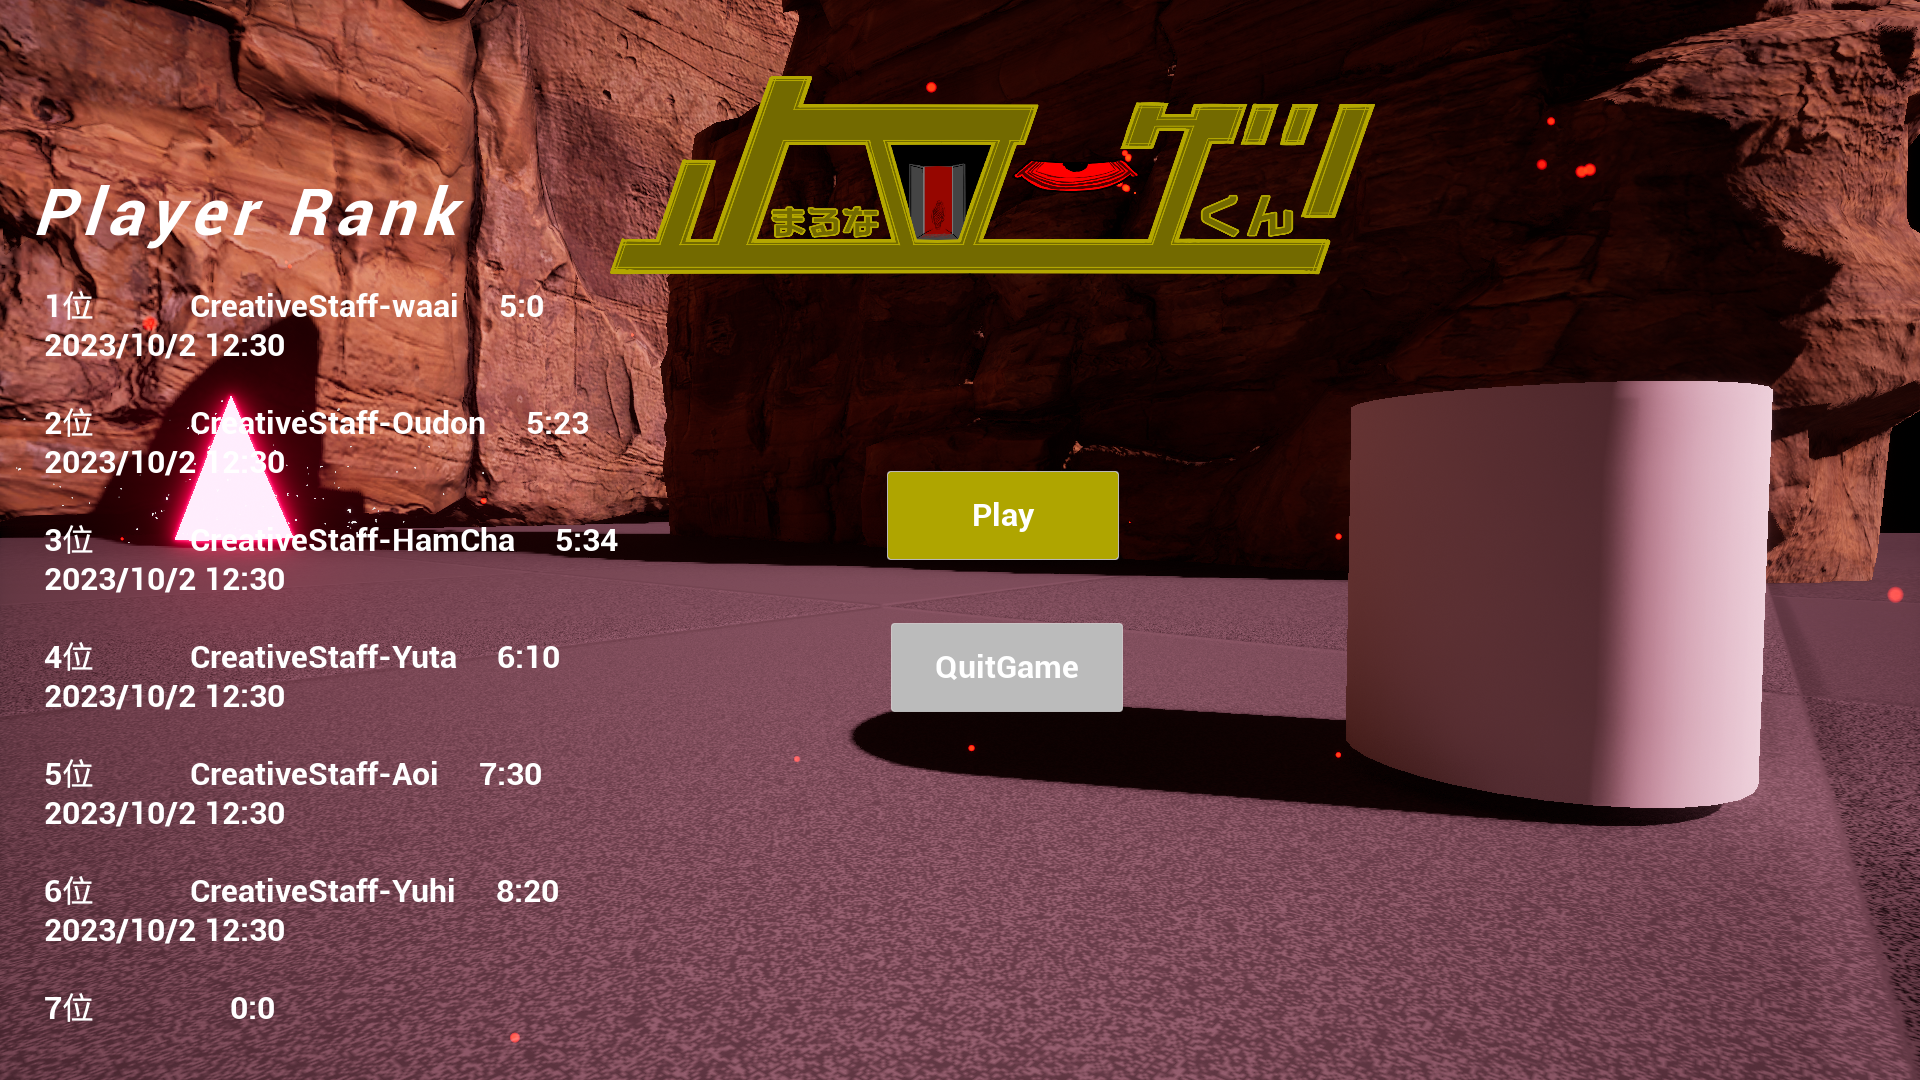 まるな
くん
Player Rank
1位 CreativeStaff-waai 5:0
2023/10/2 12:30
2位 CreativeStaff-Oudon 5:23
2023/10/2 12:30
3位 CreativeStaff-HamCha 5:34
2023/10/2 12:30
4位 CreativeStaff-Yuta 6:10
2023/10/2 12:30
5位 CreativeStaff-Aoi 7:30
2023/10/2 12:30
6位 CreativeStaff-Yuhi 8:20
2023/10/2 12:30
7位 0:0
Play
QuitGame